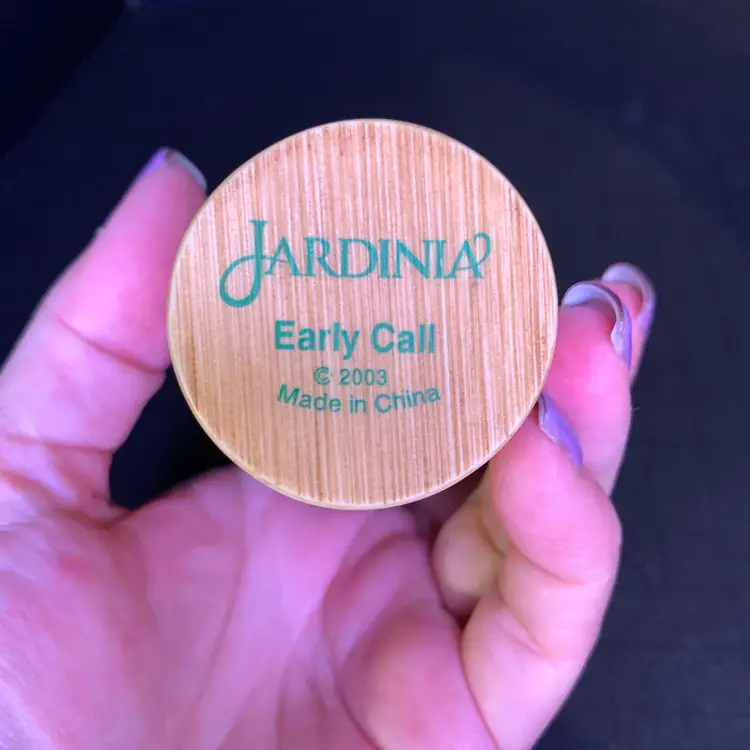 JARDINIA
Early Call
© 2003
Made in China